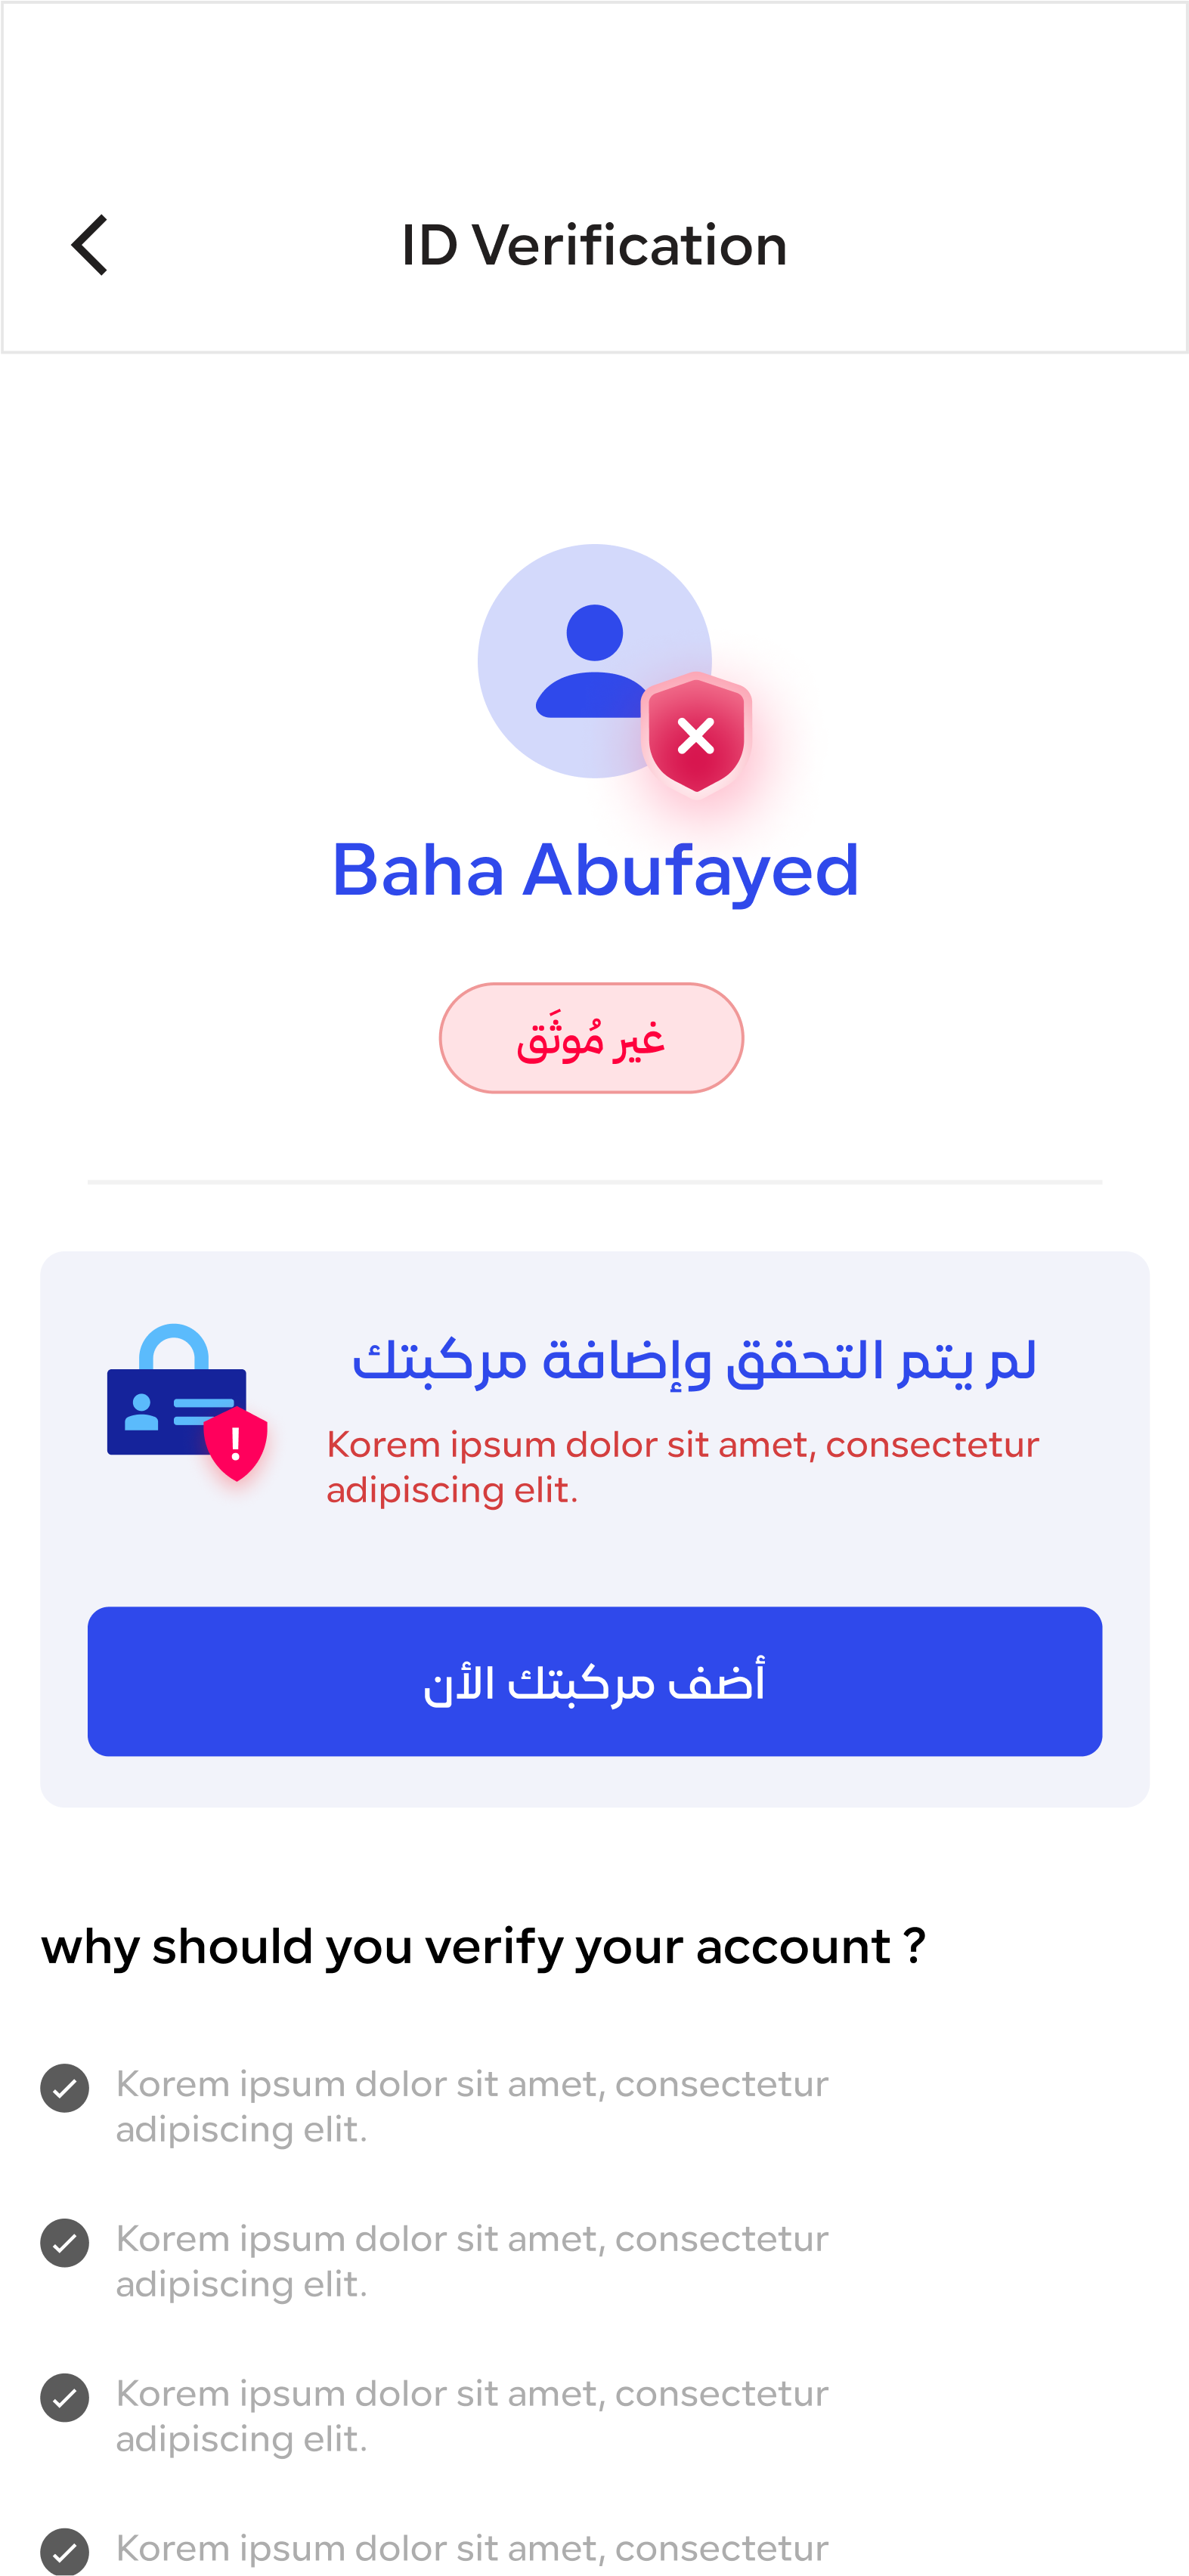 ID Verification
Baha Abufayed
غير مُوثَق
لم يتم التحقق وإضافة مركبتك
Korem ipsum dolor sit amet, consectetur
adipiscing elit.
أضف مركبتك الأن
why should you verify your account ?
Korem ipsum dolor sit amet, consectetur
adipiscing elit.
Korem ipsum dolor sit amet, consectetur
adipiscing elit.
Korem ipsum dolor sit amet, consectetur
adipiscing elit.
Korem ipsum dolor sit amet, consectetur